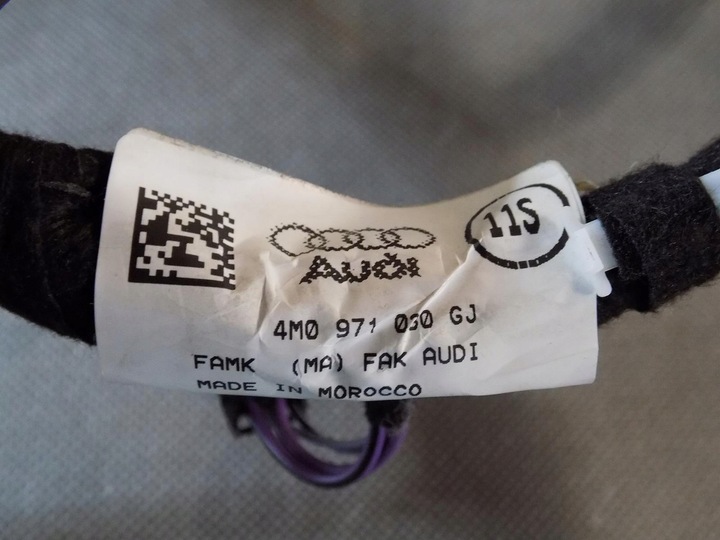 11S
AUDI
4M0 971 030 GJ
FAMK (MA) FAK AUDI
MADE IN MOROCCO